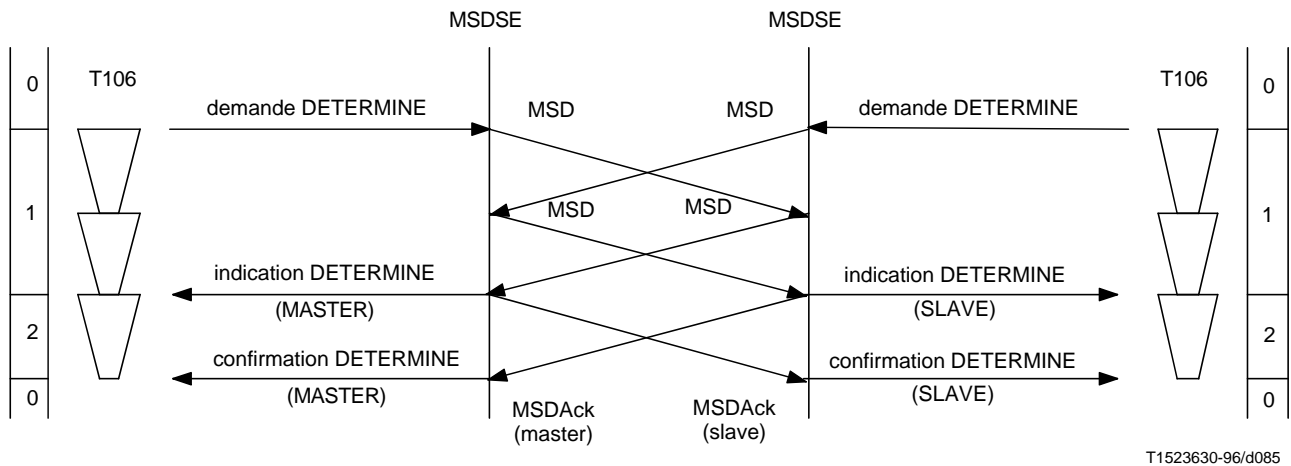 MSDSE MSDSE
0 T106 T106 0
demande DETERMINE MSD MSD demande DETERMINE
1 MSD MSD 1
indication DETERMINE indication DETERMINE
(MASTER) (SLAVE)
2 2
confirmation DETERMINE confirmation DETERMINE
(MASTER) (SLAVE)
0 0
MSDAck MSDAck
(master) (slave)
T1523630-96/d085